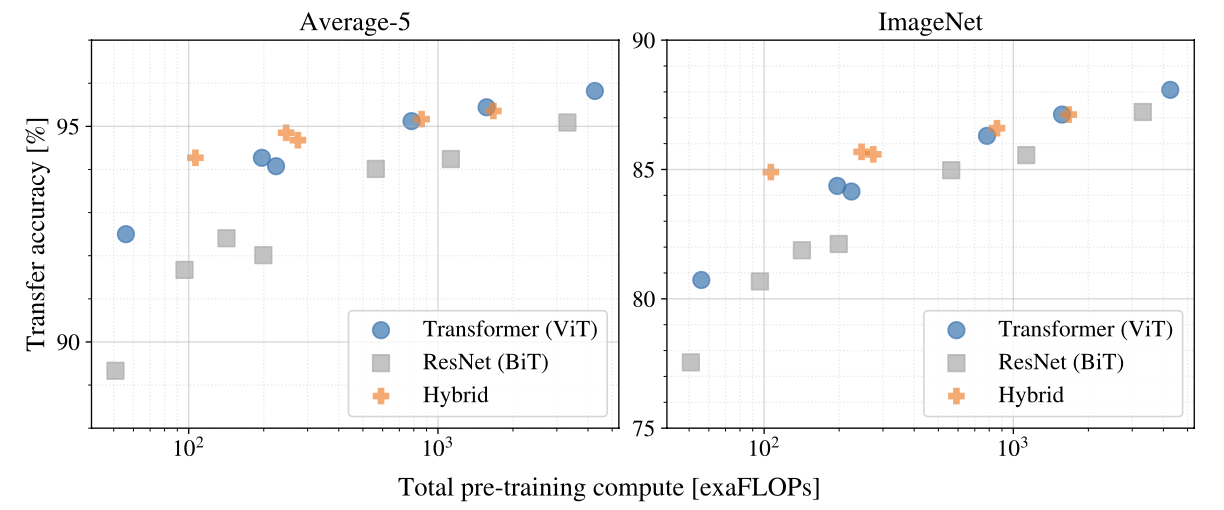 Average-5
ImageNet
Transfer accuracy [%]
95
90
10²
10³
Transformer (ViT)
ResNet (BiT)
Hybrid
90
85
80
75
10²
10³
Transformer (ViT)
ResNet (BiT)
Hybrid
Total pre-training compute [exaFLOPs]